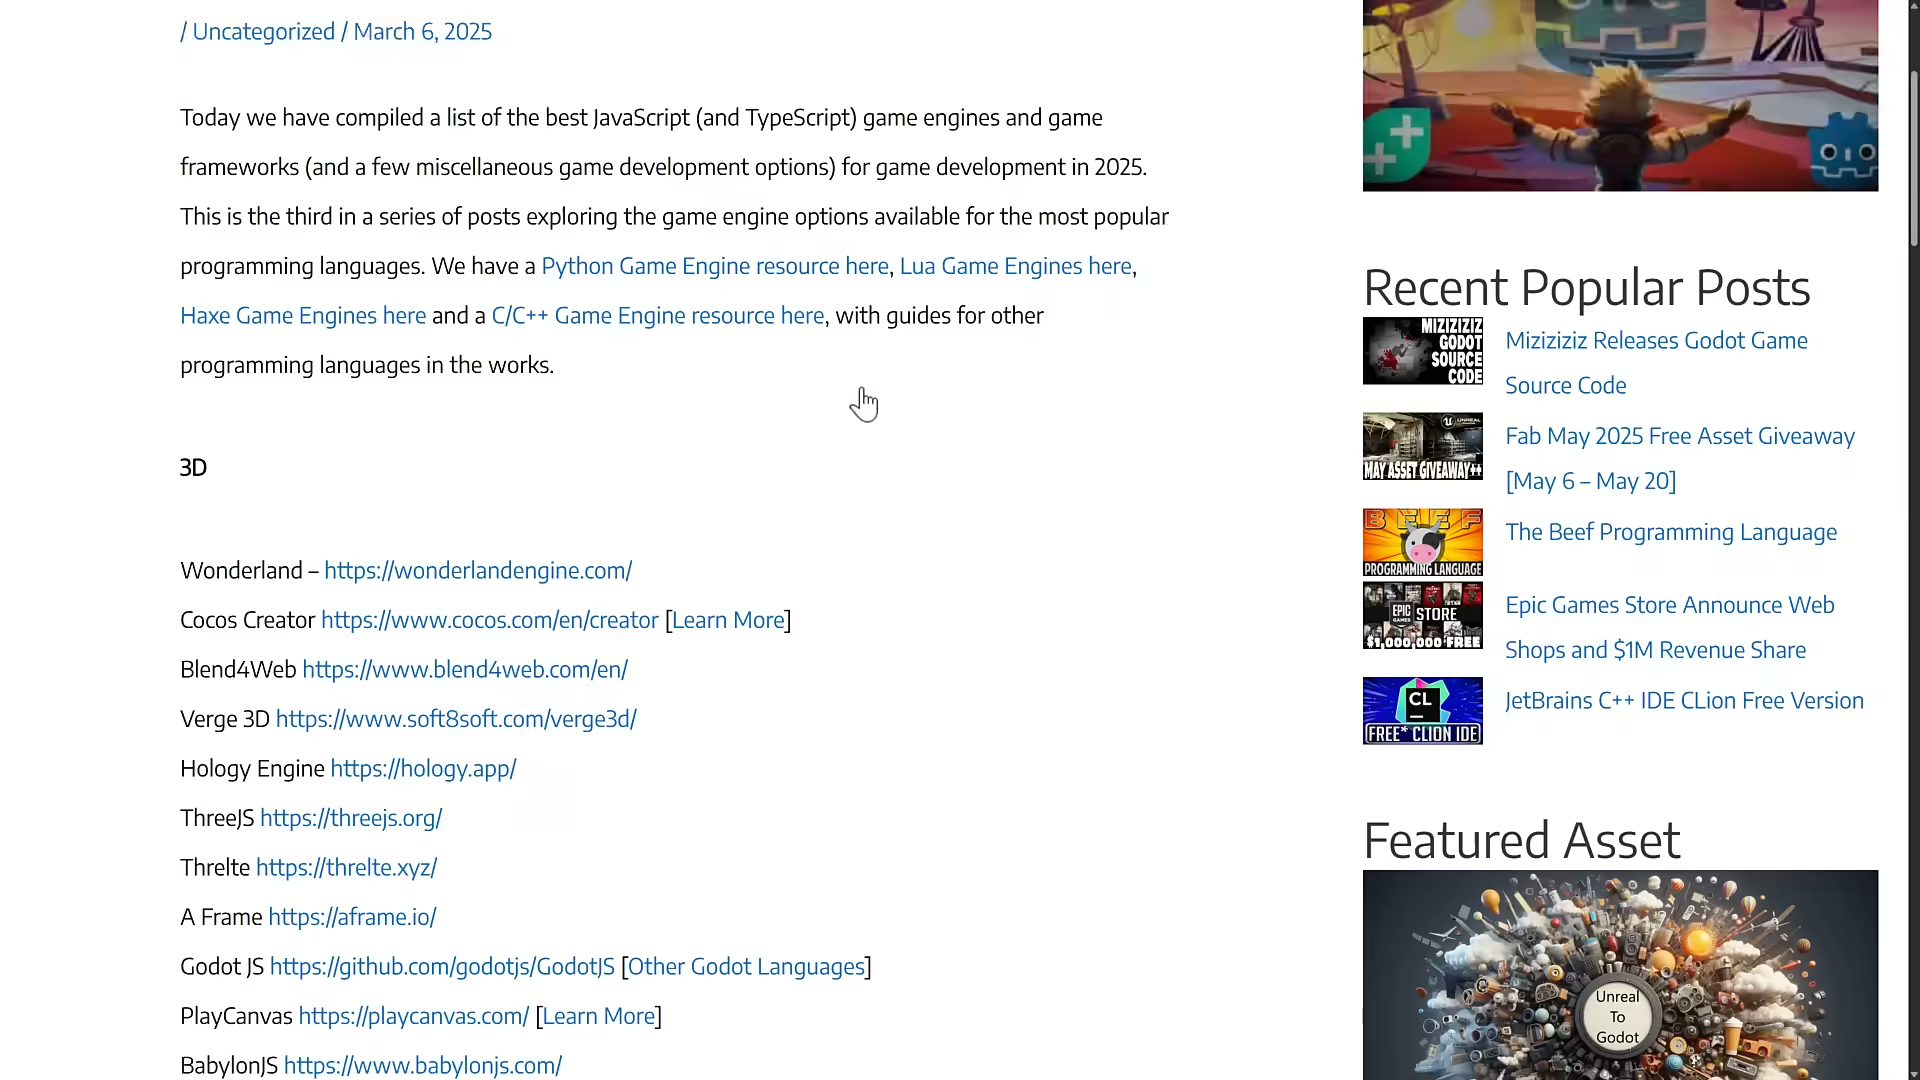 / Uncategorized / March 6, 2025
Today we have compiled a list of the best JavaScript (and TypeScript) game engines and game
frameworks (and a few miscellaneous game development options) for game development in 2025.
This is the third in a series of posts exploring the game engine options available for the most popular
programming languages. We have a Python Game Engine resource here, Lua Game Engines here,
Haxe Game Engines here and a C/C++ Game Engine resource here, with guides for other
programming languages in the works.
3D
Wonderland – https://wonderlandengine.com/
Cocos Creator https://www.cocos.com/en/creator [Learn More]
Blend4Web https://www.blend4web.com/en/
Verge 3D https://www.soft8soft.com/verge3d/
Hology Engine https://hology.app/
ThreeJS https://threejs.org/
Threlte https://threlte.xyz/
A Frame https://aframe.io/
Godot JS https://github.com/godotjs/GodotJS [Other Godot Languages]
PlayCanvas https://playcanvas.com/ [Learn More]
BabylonJS https://www.babylonjs.com/
Recent Popular Posts
MIZIZIZIZ
GODOT
SOURCE
CODE
Miziziziz Releases Godot Game
Source Code
UNREAL
MAY ASSET GIVEAWAY++
Fab May 2025 Free Asset Giveaway
[May 6 – May 20]
BEEF
PROGRAMMING LANGUAGE
The Beef Programming Language
EPIC
GAMES
STORE
$1,000,000 FREE
Epic Games Store Announce Web
Shops and $1M Revenue Share
CL
FREE* CLION IDE
JetBrains C++ IDE CLion Free Version
Featured Asset
Unreal
To
Godot